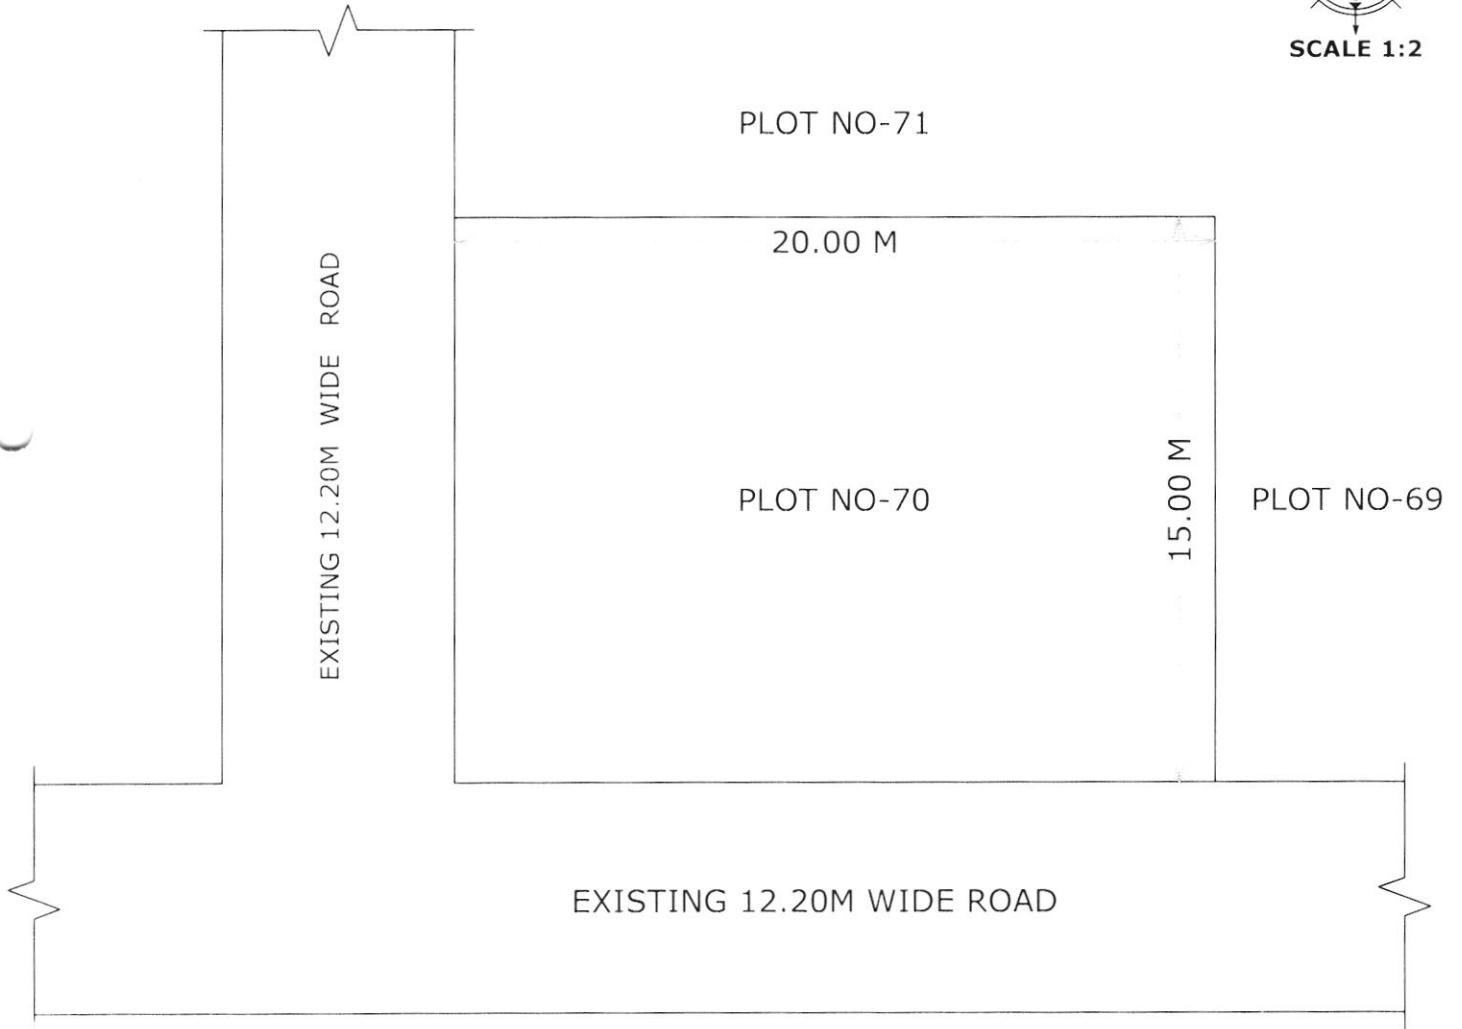 SCALE 1:2
PLOT NO-71
20.00 M
EXISTING 12.20M WIDE ROAD
PLOT NO-70
15.00 M
PLOT NO-69
EXISTING 12.20M WIDE ROAD